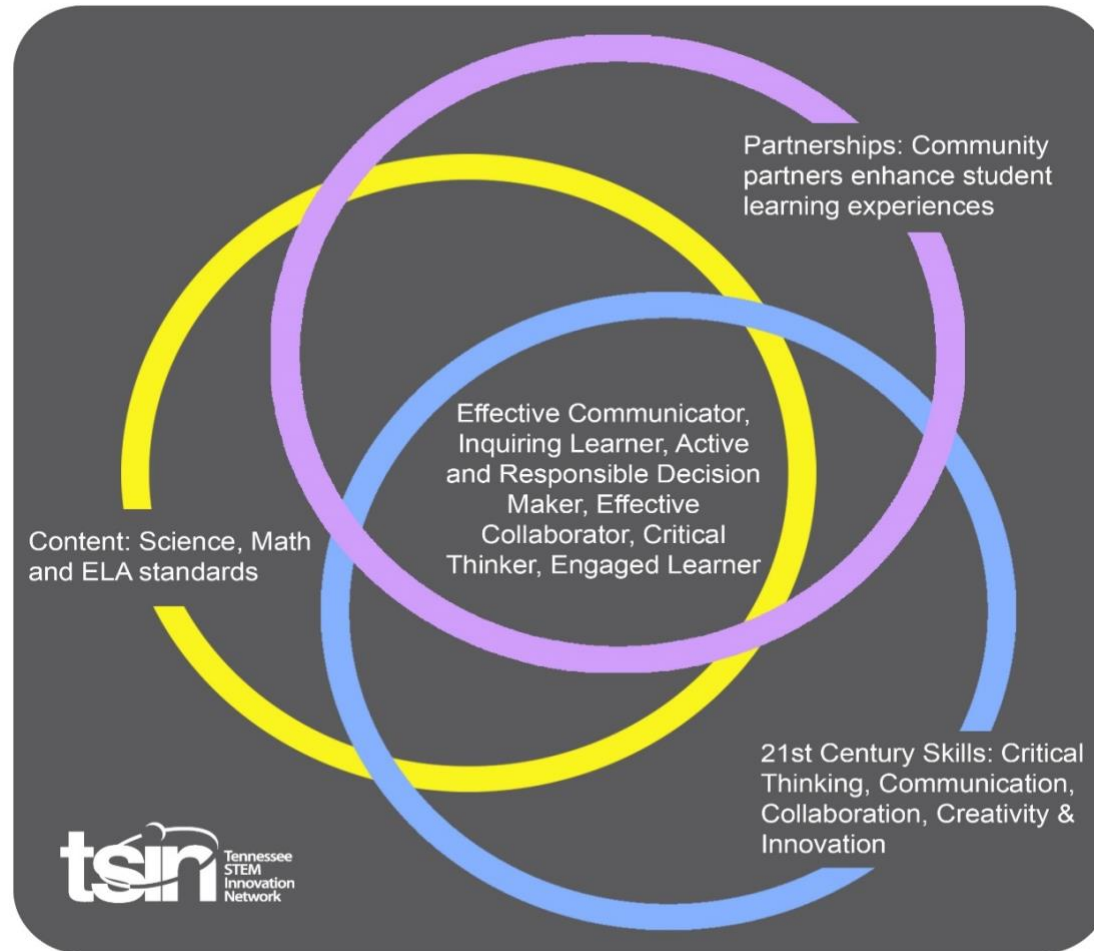 Partnerships: Community
partners enhance student
learning experiences
Effective Communicator,
Inquiring Learner, Active
and Responsible Decision
Maker, Effective
Collaborator, Critical
Thinker, Engaged Learner
Content: Science, Math
and ELA standards
21st Century Skills: Critical
Thinking, Communication,
Collaboration, Creativity &
Innovation
tsin
Tennessee
STEM
Innovation
Network